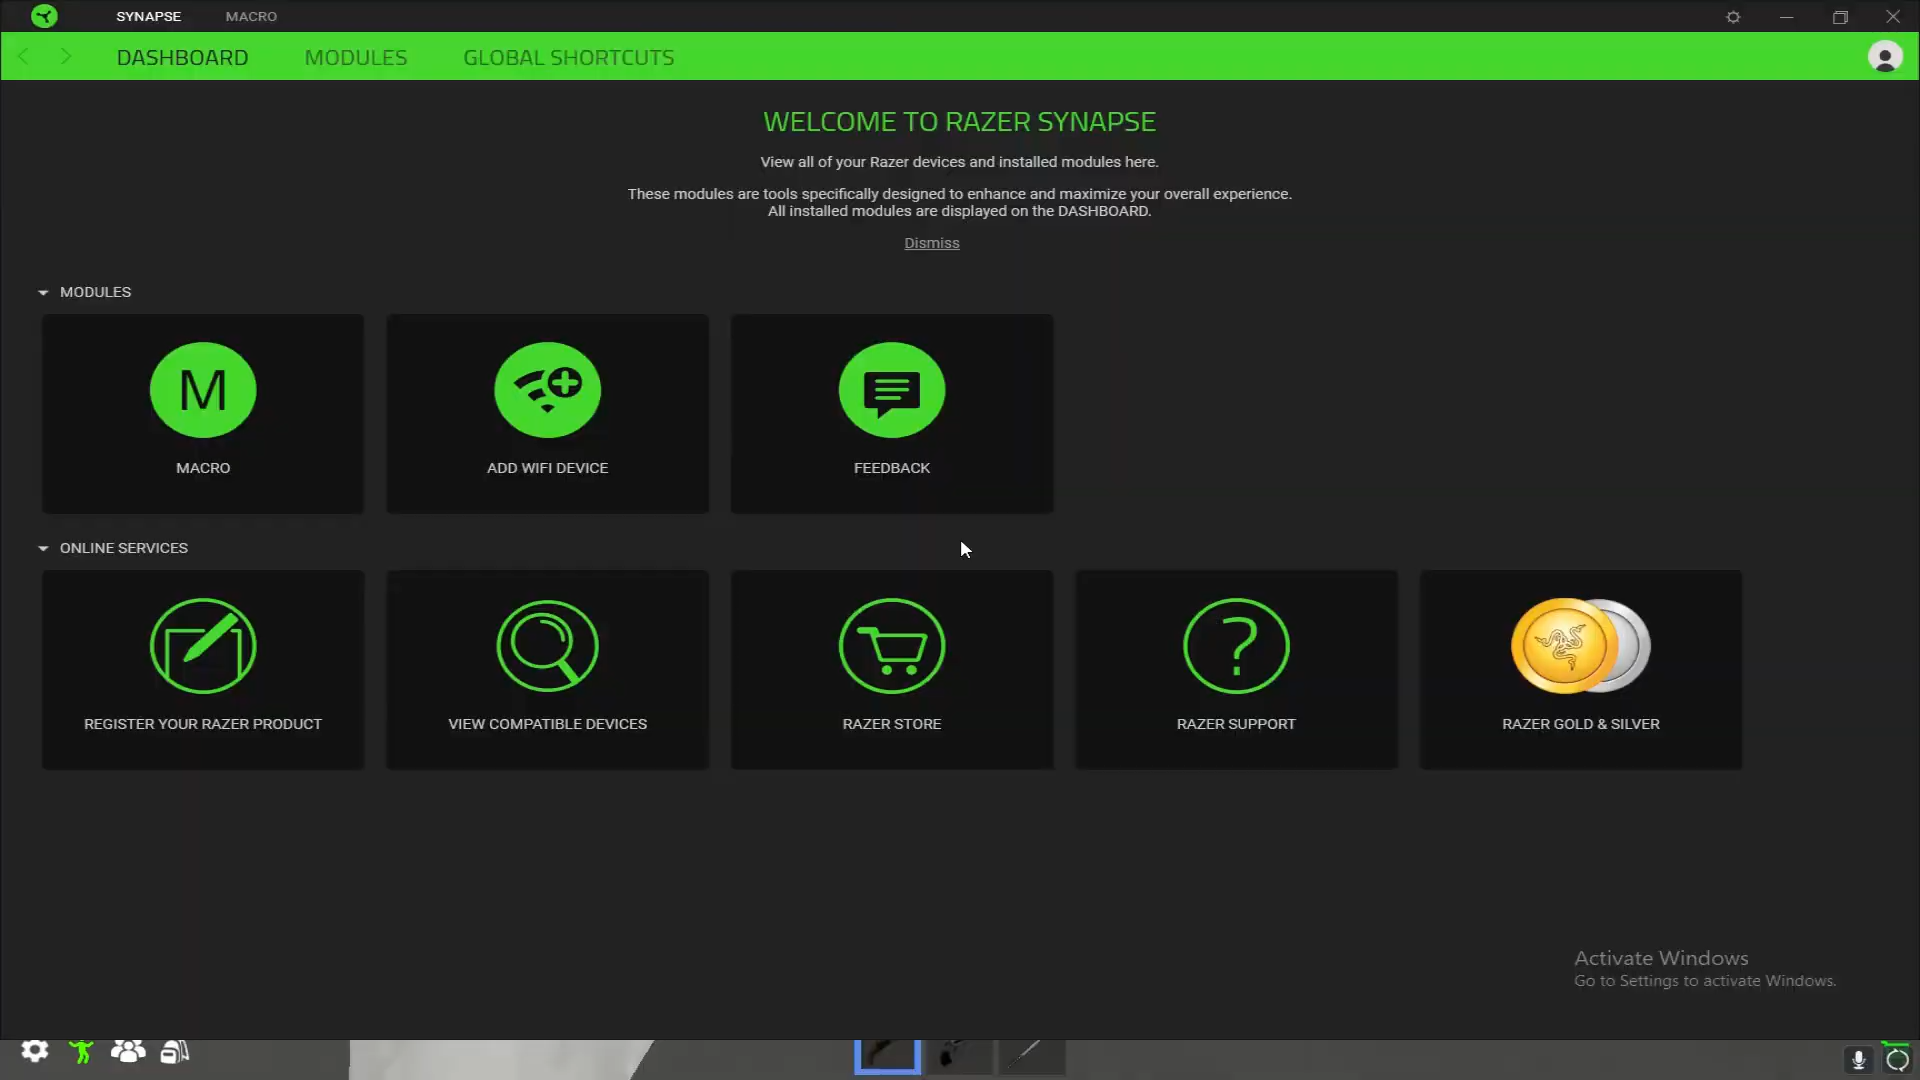 SYNAPSE MACRO
DASHBOARD MODULES GLOBAL SHORTCUTS
WELCOME TO RAZER SYNAPSE
View all of your Razer devices and installed modules here.
These modules are tools specifically designed to enhance and maximize your overall experience.
All installed modules are displayed on the DASHBOARD.
Dismiss
MODULES
M
MACRO
ADD WIFI DEVICE
FEEDBACK
ONLINE SERVICES
REGISTER YOUR RAZER PRODUCT
VIEW COMPATIBLE DEVICES
RAZER STORE
RAZER SUPPORT
RAZER GOLD & SILVER
Activate Windows
Go to Settings to activate Windows.